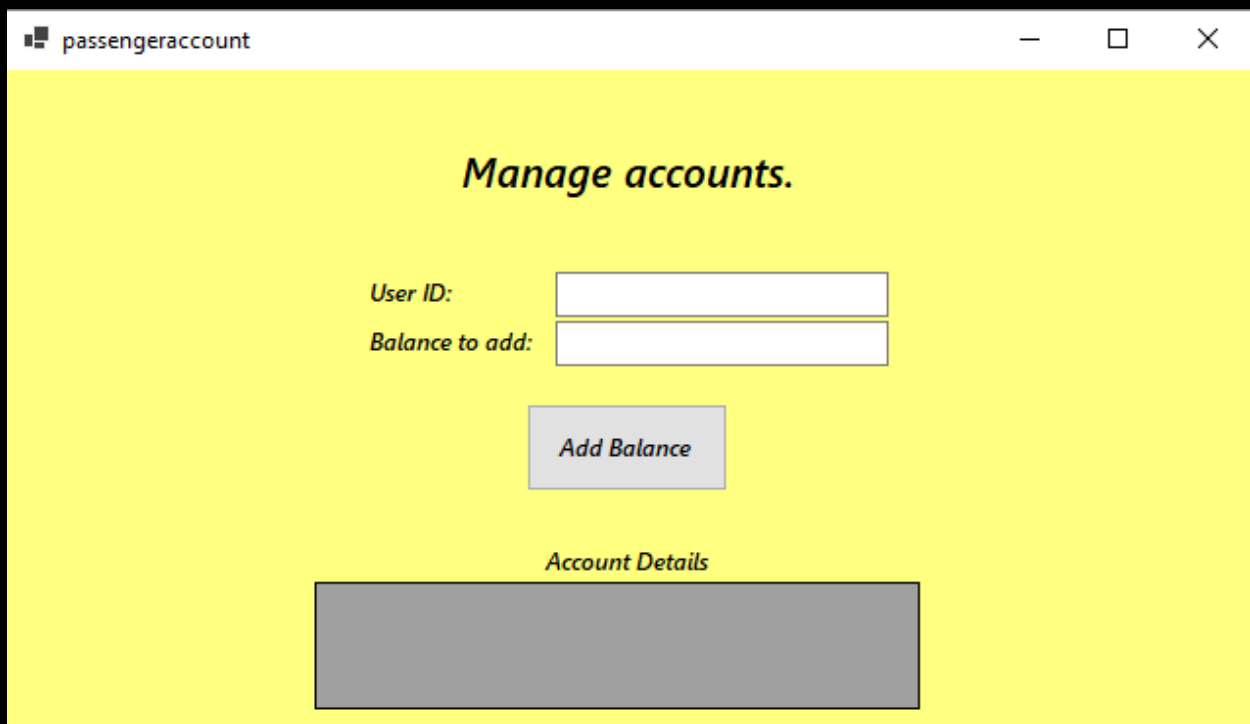 passengeraccount
Manage accounts.
User ID:
Balance to add:
Add Balance
Account Details